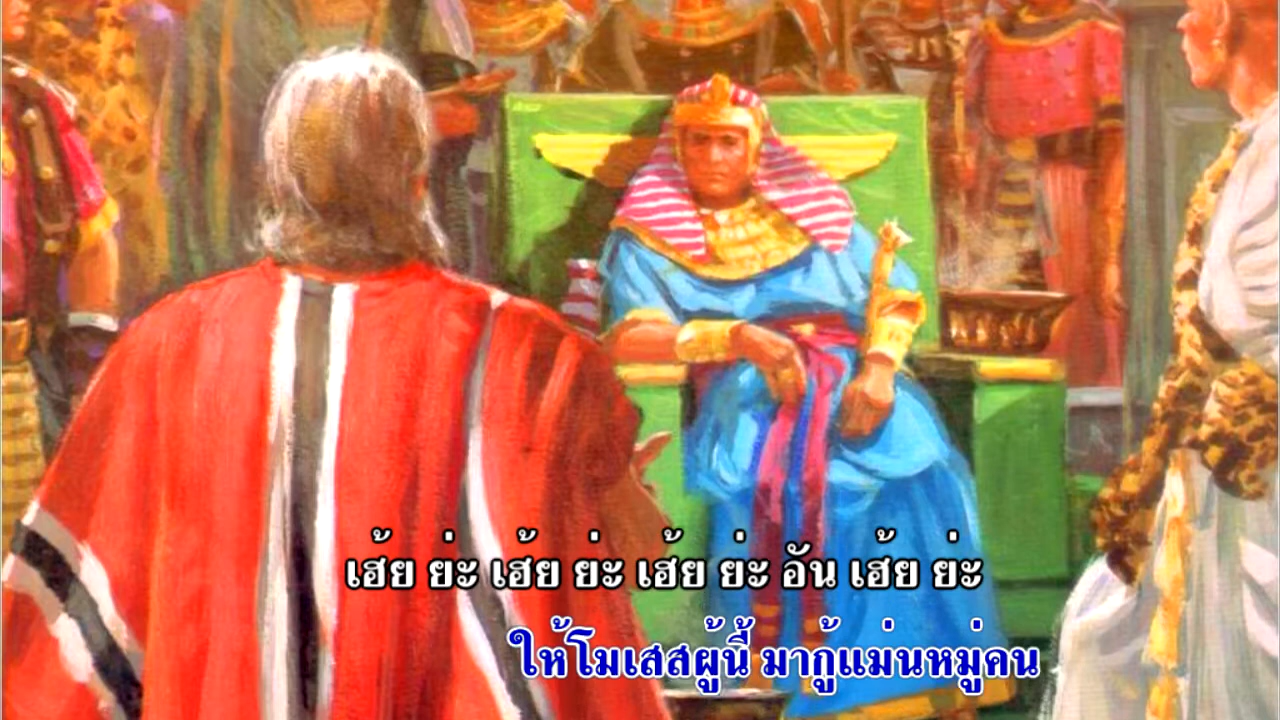 เฮ้ย ย่ะ เฮ้ย ย่ะ เฮ้ย ย่ะ อัน เฮ้ย ย่ะ
ให้โมเสสผู้นี้ มากู้แม่นหมู่คน